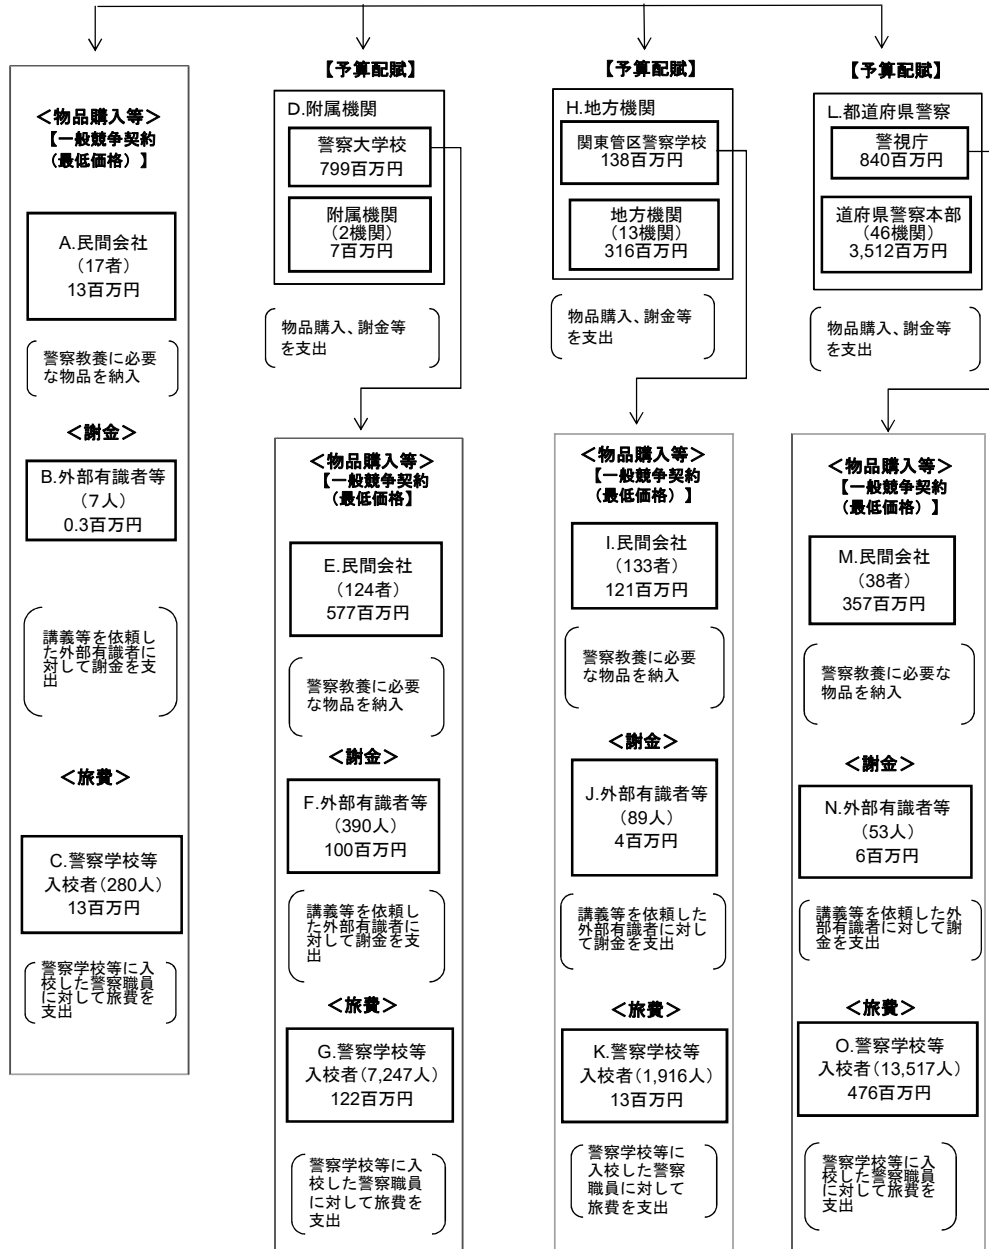 ＜物品購入等＞
【一般競争契約
（最低価格）】
A.民間会社
（17者）
13百万円
警察教養に必要
な物品を納入
＜謝金＞
B.外部有識者等
（7人）
0.3百万円
講義等を依頼し
た外部有識者に
対して謝金を支
出
＜旅費＞
C.警察学校等
入校者（280人）
13百万円
警察学校等に入
校した警察職員
に対して旅費を
支出
【予算配賦】
D.附属機関
警察大学校
799百万円
附属機関
（2機関）
7百万円
物品購入、謝金等
を支出
＜物品購入等＞
【一般競争契約
（最低価格】
E.民間会社
（124者）
577百万円
警察教養に必要
な物品を納入
＜謝金＞
F.外部有識者等
（390人）
100百万円
講義等を依頼し
た外部有識者に
対して謝金を支
出
＜旅費＞
G.警察学校等
入校者（7,247人）
122百万円
警察学校等に入
校した警察職員
に対して旅費を
支出
【予算配賦】
H.地方機関
関東管区警察学校
138百万円
地方機関
（13機関）
316百万円
物品購入、謝金等
を支出
＜物品購入等＞
【一般競争契約
（最低価格）】
I.民間会社
（133者）
121百万円
警察教養に必要
な物品を納入
＜謝金＞
J.外部有識者等
（89人）
4百万円
講義等を依頼した
外部有識者に対し
て謝金を支出
＜旅費＞
K.警察学校等
入校者（1,916人）
13百万円
警察学校等に
入校した警察
職員に対して
旅費を支出
【予算配賦】
L.都道府県警察
警視庁
840百万円
道府県警察本部
（46機関）
3,512百万円
物品購入、謝金等
を支出
＜物品購入等＞
【一般競争契約
（最低価格）】
M.民間会社
（38者）
357百万円
警察教養に必要な
物品を納入
＜謝金＞
N.外部有識者等
（53人）
6百万円
講義等を依頼した外
部有識者に対して謝
金を支出
＜旅費＞
O.警察学校等
入校者（13,517人）
476百万円
警察学校等に入
校した警察職員
に対して旅費を
支出